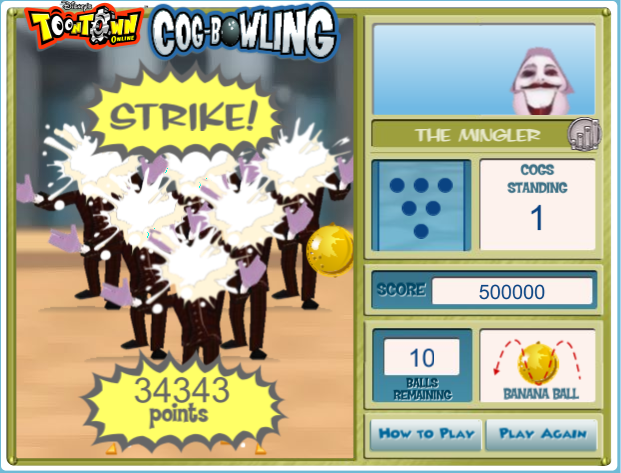 Disney's
TOONTOWN
ONLINE
COG-BOWLING
STRIKE!
34343
points
THE MINGLER
COGS
STANDING
1
SCORE 500000
10
BALLS
REMAINING
BANANA BALL
HOW TO PLAY
PLAY AGAIN